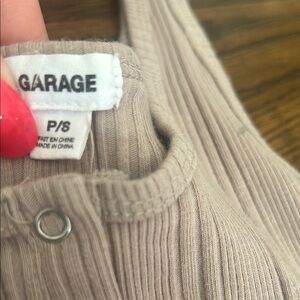 GARAGE
P/S
FAIT EN CHINE
MADE IN CHINA